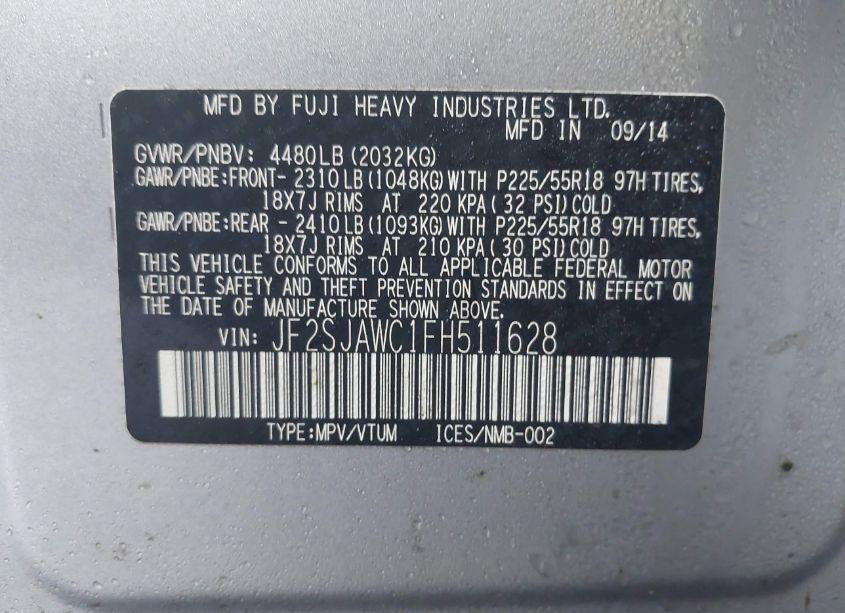 MFD BY FUJI HEAVY INDUSTRIES LTD.
MFD IN 09/14
GVWR/PNBV: 4480LB (2032KG)
GAWR/PNBE:FRONT- 2310LB (1048KG) WITH P225/55R18 97H TIRES,
18X7J RIMS AT 220 KPA( 32 PSI)COLD
GAWR/PNBE:REAR - 2410LB (1093KG) WITH P225/55R18 97H TIRES,
18X7J RIMS AT 210 KPA( 30 PSI)COLD
THIS VEHICLE CONFORMS TO ALL APPLICABLE FEDERAL MOTOR
VEHICLE SAFETY AND THEFT PREVENTION STANDARDS IN EFFECT ON
THE DATE OF MANUFACTURE SHOWN ABOVE.
VIN: JF2SJAWC1FH511628
TYPE:MPV/VTUM ICES/NMB-002